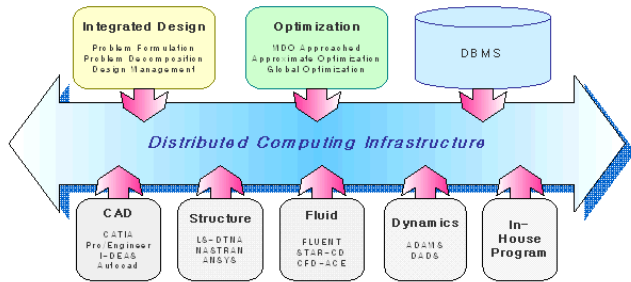 Integrated Design
Problem Formulation
Problem Decomposition
Design Management
Optimization
MDO Approached
Approximate Optimization
Global Optimization
DBMS
Distributed Computing Infrastructure
CAD
CATIA
Pro/Engineer
I-DEAS
Autocad
Structure
LS-DTNA
NASTRAN
ANSYS
Fluid
FLUENT
STAR-CD
CFD-ACE
Dynamics
ADAMS
DADS
In-
House
Program